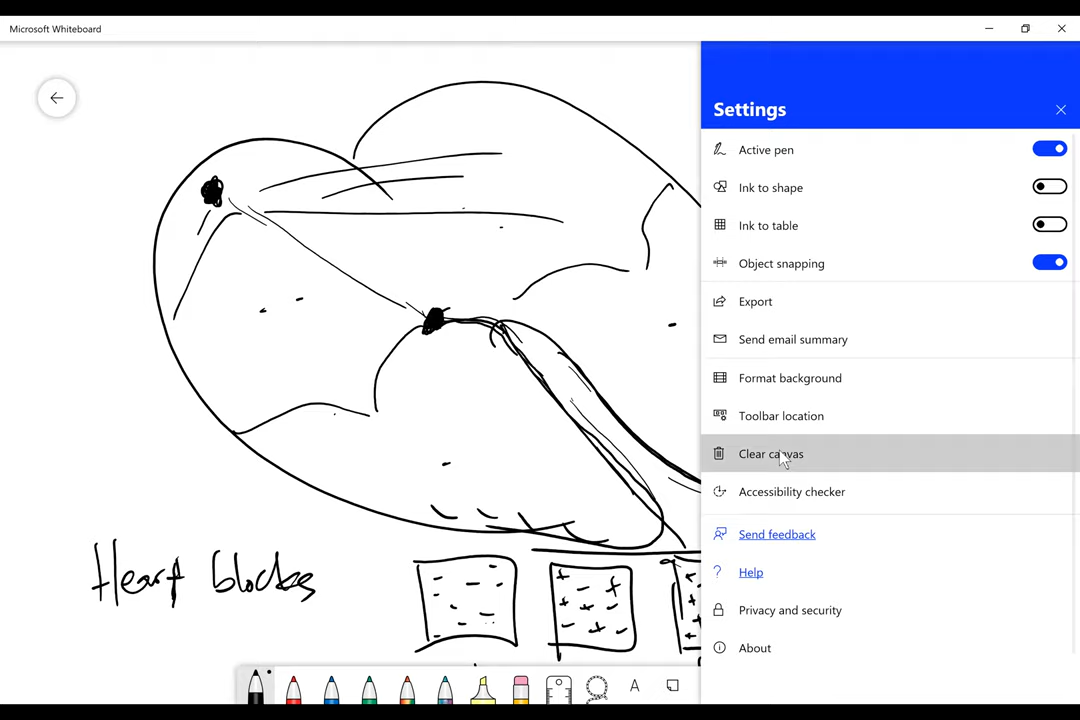 Microsoft Whiteboard
Settings
Active pen
Ink to shape
Ink to table
Object snapping
Export
Send email summary
Format background
Toolbar location
Clear canvas
Accessibility checker
Send feedback
Help
Privacy and security
About
Heart blocks
A